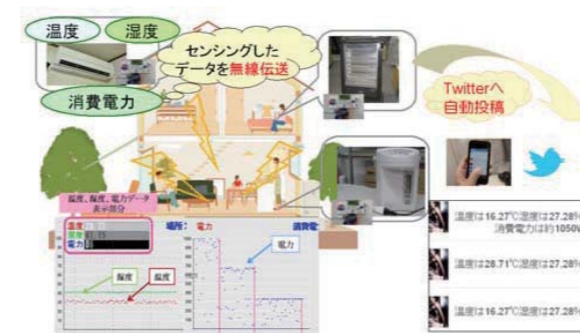 温度
湿度
センシングした
データを無線伝送
消費電力
Twitterへ
自動投稿
温度、湿度、電力データ
表示部分
温度
湿度
電力
場所: 電力
消費電
電力
湿度
温度
温度は16.27℃湿度は27.28%
消費電力は約1050W
温度は28.71℃湿度は27.28%
温度は16.27℃湿度は27.28%